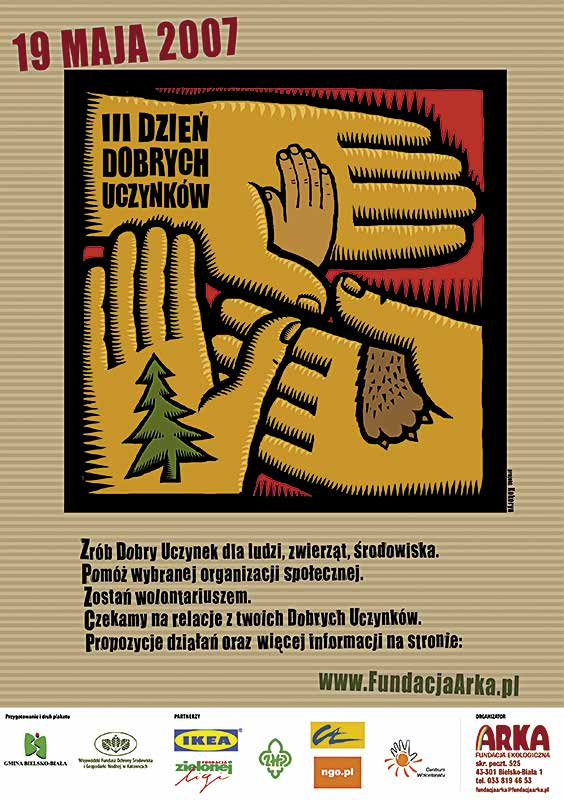 19 MAJA 2007
III DZIEŃ
DOBRYCH
UCZYNKÓW
Zrób Dobry Uczynek dla ludzi, zwierząt, środowiska.
Pomóż wybranej organizacji społecznej.
Zostań wolontariuszem.
Czekamy na relacje z twoich Dobrych Uczynków.
Propozycje działań oraz więcej informacji na stronie:
www.FundacjaArka.pl
Przygotowanie i druk plakatu
GMINA BIELSKO-BIAŁA
Wojewódzki Fundusz Ochrony Środowiska
i Gospodarki Wodnej w Katowicach
PARTNERZY
IKEA
FUNDACJA
zielonej
ligi
ZHP
CA
ngo.pl
Centrum
Wolontariatu
ORGANIZATOR
ARKA
FUNDACJA EKOLOGICZNA
skr. poczt. 525
43-301 Bielsko-Biała 1
tel. 033 819 46 53
fundacjaarka@fundacjaarka.pl